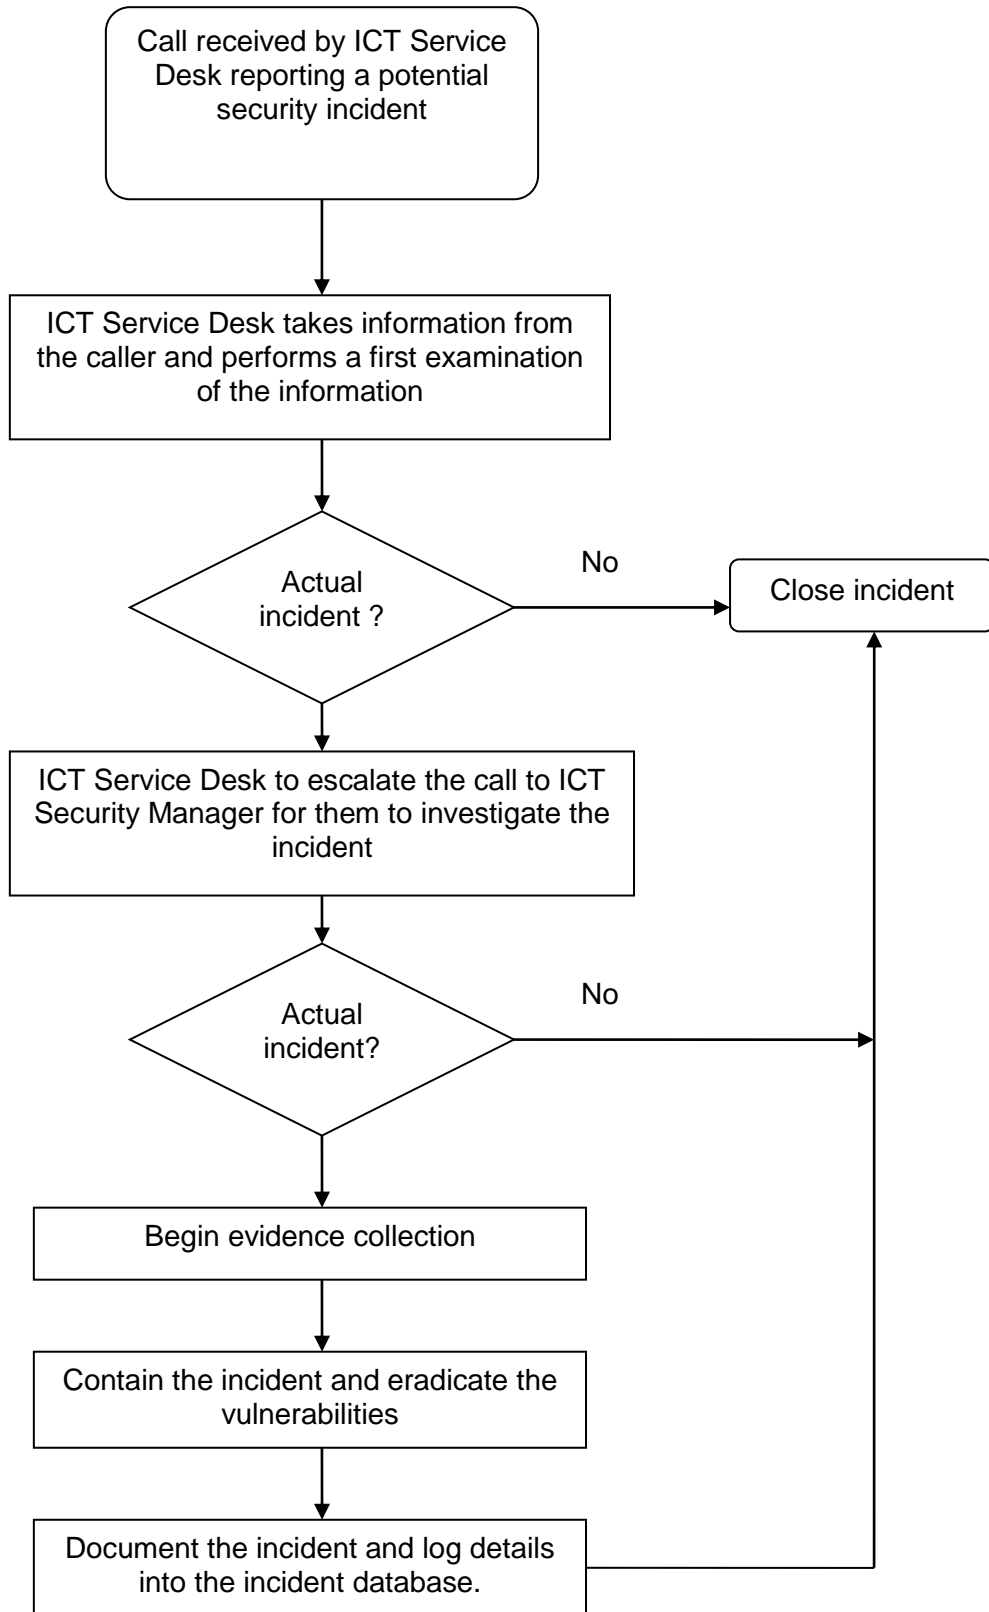 Call received by ICT Service
Desk reporting a potential
security incident
ICT Service Desk takes information from
the caller and performs a first examination
of the information
Actual
incident ?
No
Close incident
ICT Service Desk to escalate the call to ICT
Security Manager for them to investigate the
incident
Actual
incident?
No
Begin evidence collection
Contain the incident and eradicate the
vulnerabilities
Document the incident and log details
into the incident database.